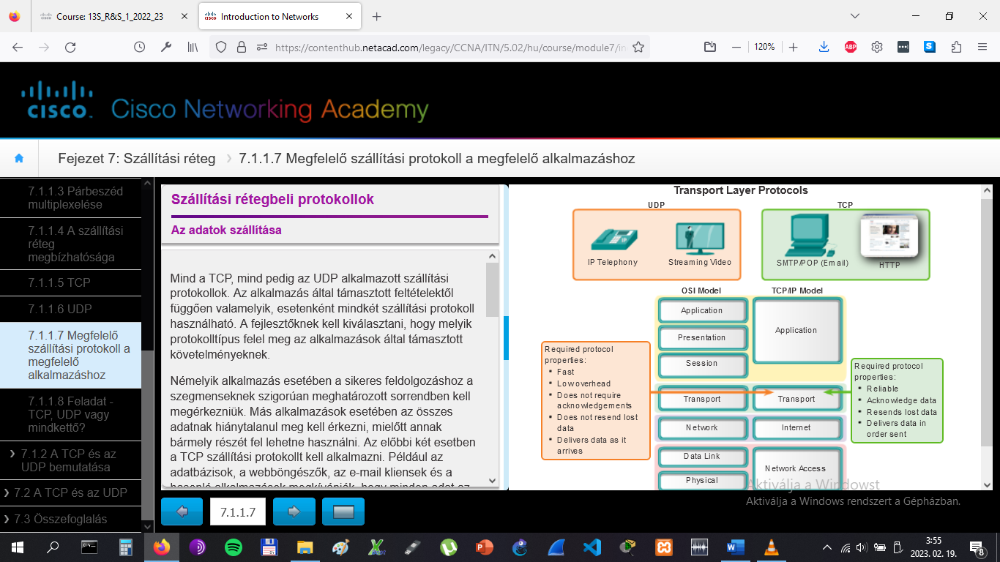 Course: 13S_R&S_1_2022_23
Introduction to Networks
https://contenthub.netacad.com/legacy/CCNA/ITN/5.02/hu/course/module7/in
120%
ABP
CISCO
Cisco Networking Academy
Fejezet 7: Szállítási réteg
7.1.1.7 Megfelelő szállítási protokoll a megfelelő alkalmazáshoz
7.1.1.3 Párbeszéd
multiplexelése
7.1.1.4 A szállítási
réteg
megbízhatósága
7.1.1.5 TCP
7.1.1.6 UDP
7.1.1.7 Megfelelő
szállítási protokoll a
megfelelő
alkalmazáshoz
7.1.1.8 Feladat -
TCP, UDP vagy
mindkettő?
7.1.2 A TCP és az
UDP bemutatása
7.2 A TCP és az UDP
7.3 Összefoglalás
Szállítási rétegbeli protokollok
Az adatok szállítása
Mind a TCP, mind pedig az UDP alkalmazott szállítási
protokollok. Az alkalmazás által támasztott feltételektől
függően valamelyik, esetenként mindkét szállítási protokoll
használható. A fejlesztőknek kell kiválasztani, hogy melyik
protokolltípus felel meg az alkalmazások által támasztott
követelményeknek.
Némelyik alkalmazás esetében a sikeres feldolgozáshoz a
szegmenseknek szigorúan meghatározott sorrendben kell
megérkezniük. Más alkalmazások esetében az összes
adatnak hiánytalanul meg kell érkezni, mielőtt annak
bármely részét fel lehetne használni. Az előbbi két esetben
a TCP szállítási protokollt kell alkalmazni. Például az
adatbázisok, a webböngészők, az e-mail kliensek és a
hasonló alkalmazások megkívánják, hogy minden adat az
7.1.1.7
Transport Layer Protocols
UDP
IP Telephony
Streaming Video
TCP
SMTP/POP (Email)
HTTP
OSI Model
TCP/IP Model
Application
Presentation
Session
Transport
Network
Data Link
Physical
Application
Transport
Internet
Network Access
Required protocol
properties:
• Fast
• Low overhead
• Does not require
acknowledgements
• Does not resend lost
data
• Delivers data as it
arrives
Required protocol
properties:
• Reliable
• Acknowledge data
• Resends lost data
• Delivers data in
order sent
Aktiválja a Windowst
Aktiválja a Windows rendszert a Gépházban.
3:55
2023. 02. 19.
8